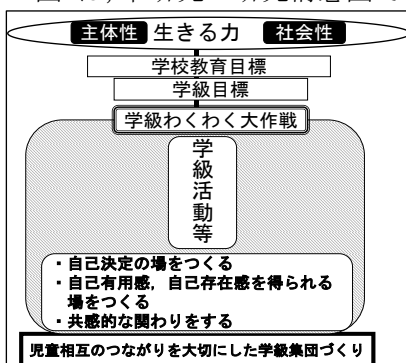 主体性 生きる力 社会性
学校教育目標
学級目標
学級わくわく大作戦
学級活動等
・自己決定の場をつくる
・自己有用感，自己存在感を得られる
場をつくる
・共感的な関わりをする
児童相互のつながりを大切にした学級集団づくり